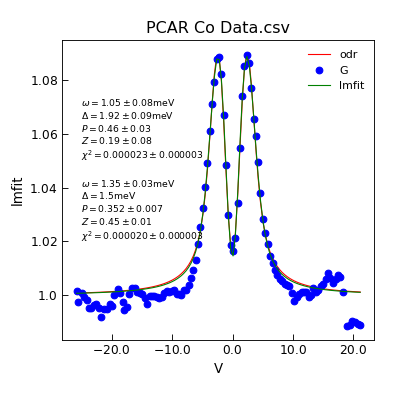 PCAR Co Data.csv
lmfit
1.08
1.06
1.04
1.02
1.0
ω = 1.05 ± 0.08meV
Δ = 1.92 ± 0.09meV
P = 0.46 ± 0.03
Z = 0.19 ± 0.08
χ² = 0.000023 ± 0.000003
ω = 1.35 ± 0.03meV
Δ = 1.5meV
P = 0.352 ± 0.007
Z = 0.45 ± 0.01
χ² = 0.000020 ± 0.000003
odr
G
lmfit
−20.0 −10.0 0.0 10.0 20.0
V